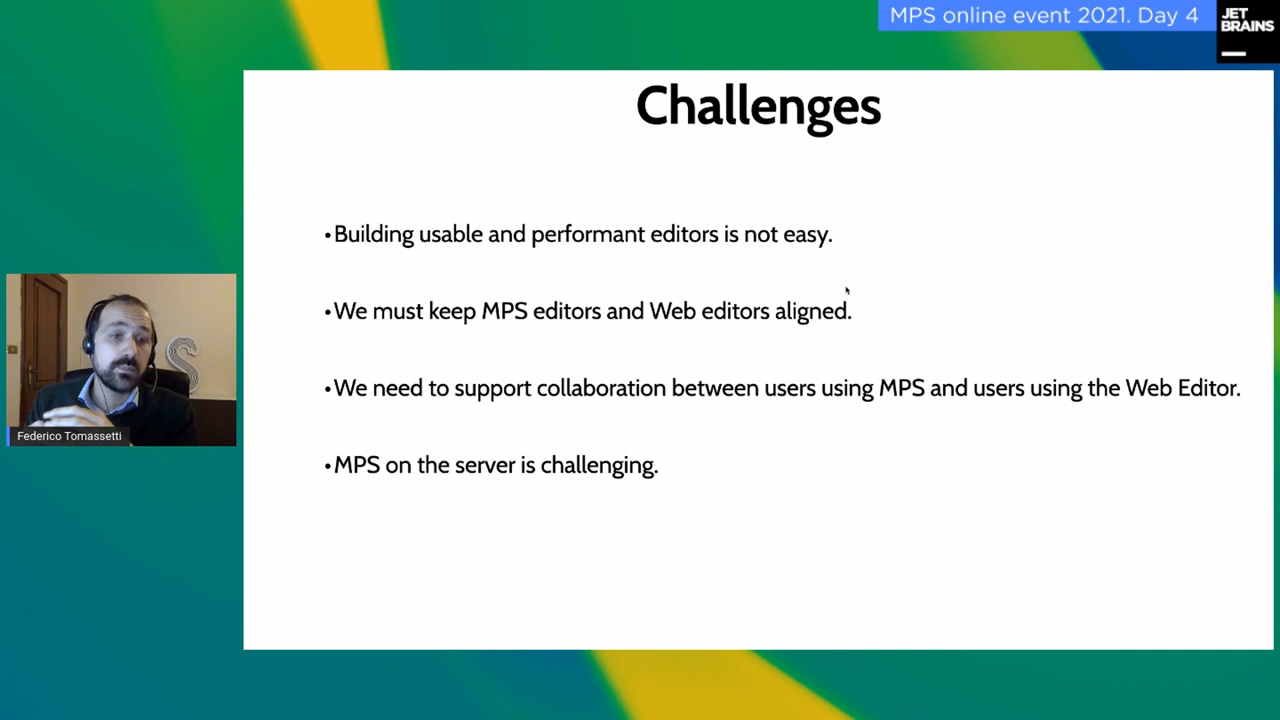 MPS online event 2021. Day 4
JET
BRAINS
Challenges
•Building usable and performant editors is not easy.
•We must keep MPS editors and Web editors aligned.
•We need to support collaboration between users using MPS and users using the Web Editor.
•MPS on the server is challenging.
Federico Tomassetti